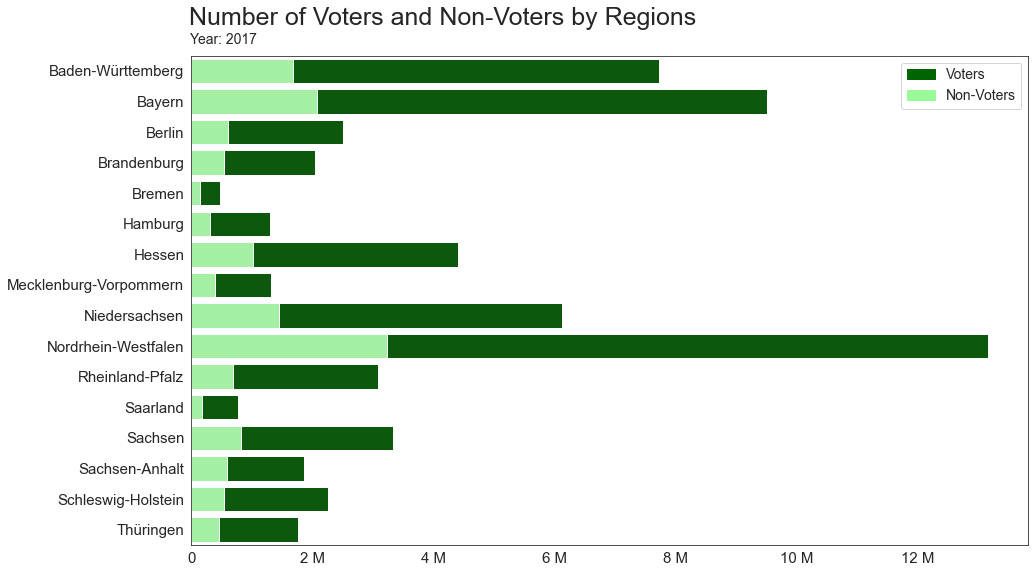 Number of Voters and Non-Voters by Regions
Year: 2017
Baden-Württemberg
Bayern
Berlin
Brandenburg
Bremen
Hamburg
Hessen
Mecklenburg-Vorpommern
Niedersachsen
Nordrhein-Westfalen
Rheinland-Pfalz
Saarland
Sachsen
Sachsen-Anhalt
Schleswig-Holstein
Thüringen
Voters
Non-Voters
0 2 M 4 M 6 M 8 M 10 M 12 M